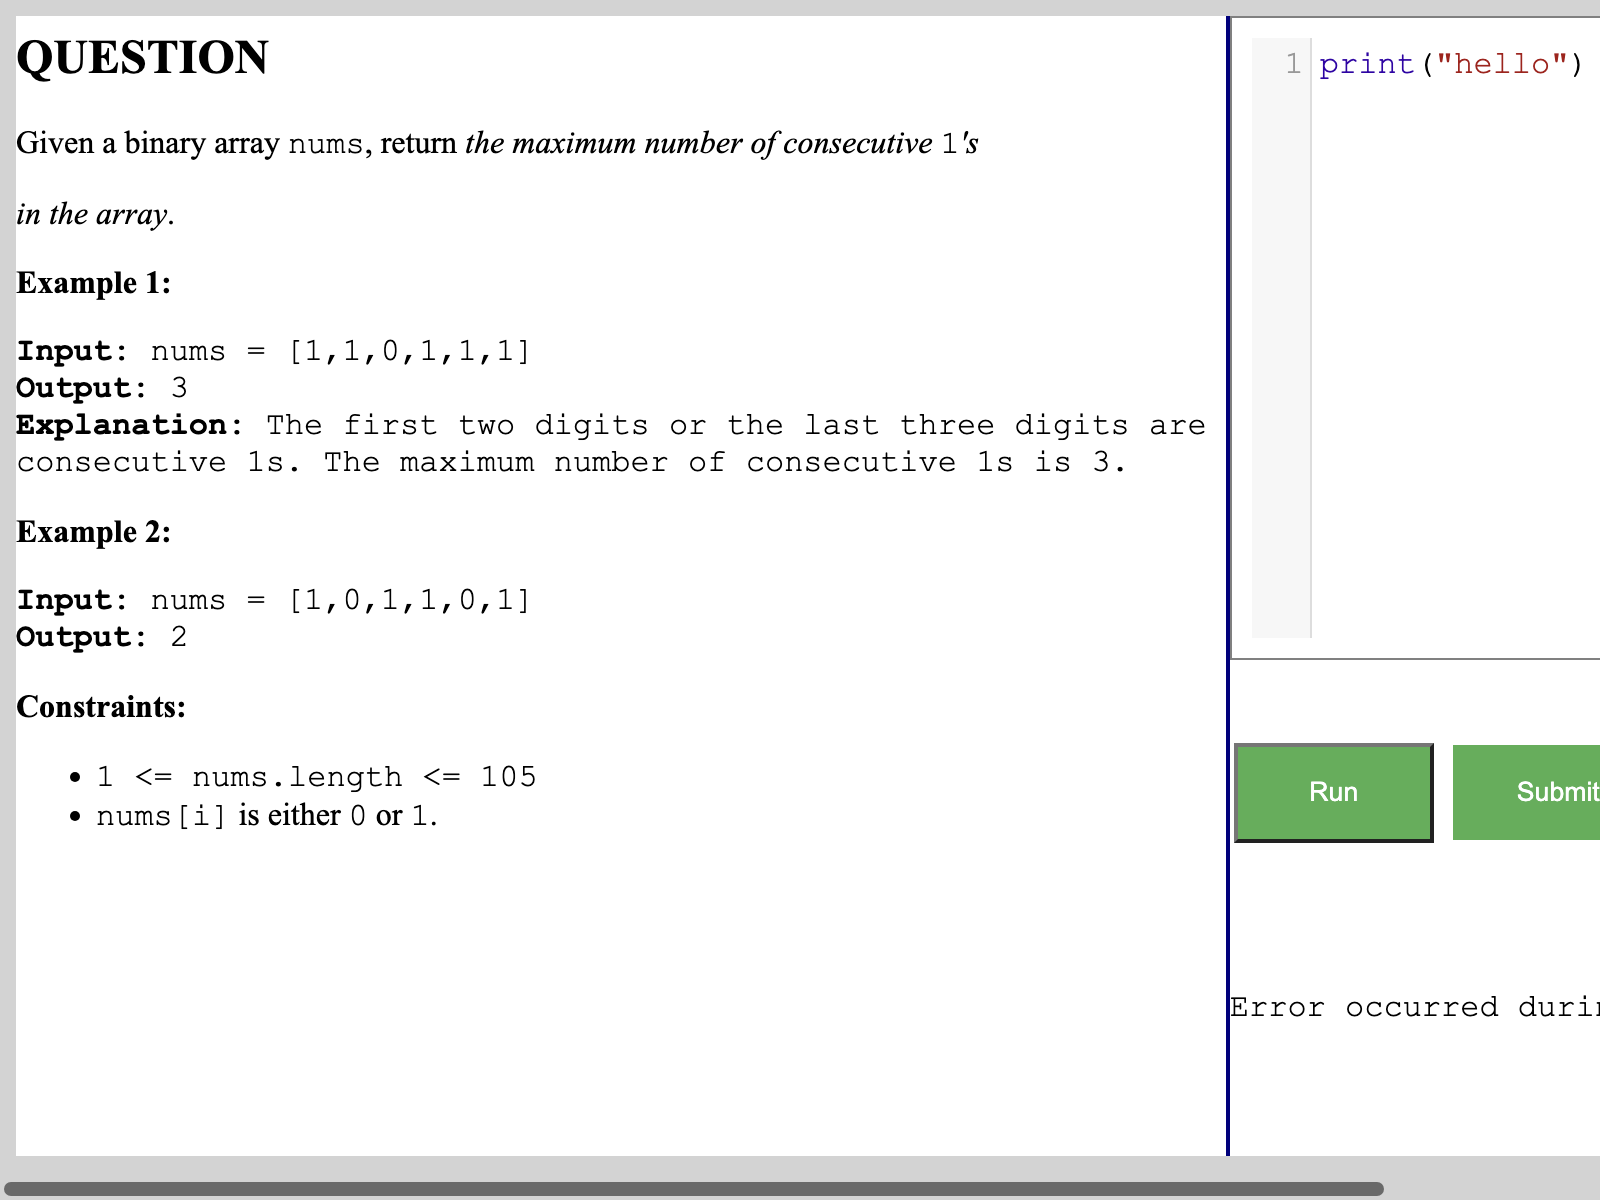 QUESTION
Given a binary array nums, return the maximum number of consecutive 1's
in the array.
Example 1:
Input: nums = [1,1,0,1,1,1]
Output: 3
Explanation: The first two digits or the last three digits are
consecutive 1s. The maximum number of consecutive 1s is 3.
Example 2:
Input: nums = [1,0,1,1,0,1]
Output: 2
Constraints:
• 1 <= nums.length <= 105
• nums[i] is either 0 or 1.
1 print("hello")
Run
Submit
Error occurred